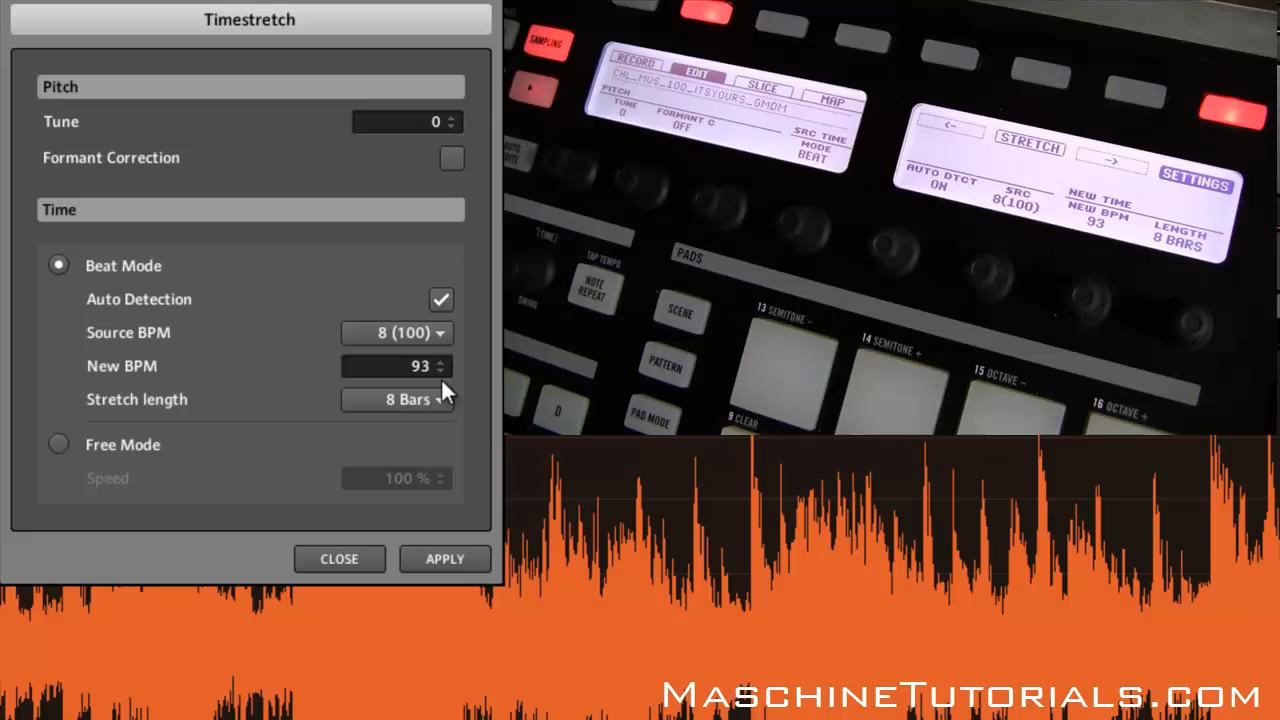 Timestretch
Pitch
Tune 0
Formant Correction
Time
Beat Mode
Auto Detection
Source BPM 8 (100)
New BPM 93
Stretch length 8 Bars
Free Mode
Speed 100 %
CLOSE APPLY
SAMPLING
RECORD EDIT SLICE MAP
CHL_MUS_100_ITSYOURS_GMDM
PITCH SRC TIME
TUNE FORMANT C MODE
0 OFF BEAT
<- STRETCH -> SETTINGS
NEW TIME
AUTO DTCT SRC NEW BPM LENGTH
ON 8(100) 93 8 BARS
AUTO
SWING
TAP TEMPO
NOTE
REPEAT
PADS
SCENE
PATTERN
PAD MODE
D
13 SEMITONE -
14 SEMITONE +
15 OCTAVE -
16 OCTAVE +
9 CLEAR
MaschineTutorials.com